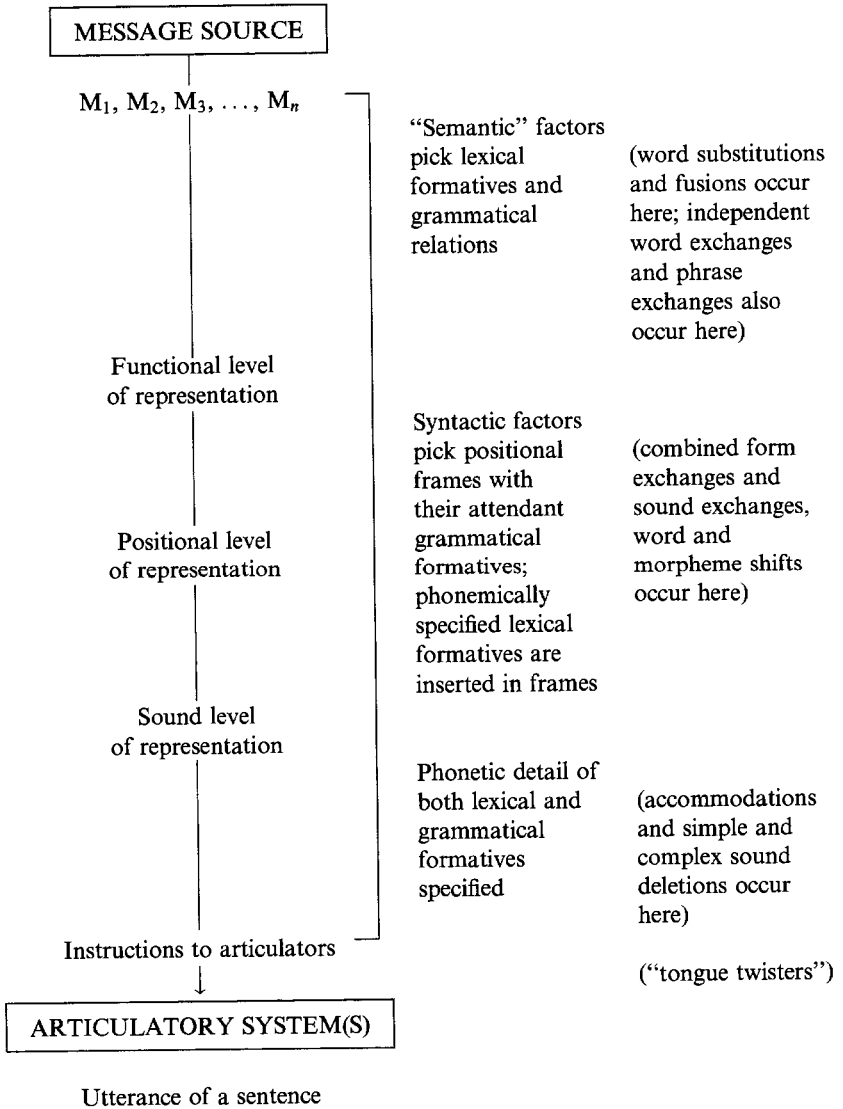 MESSAGE SOURCE
M1, M2, M3, ..., Mn
"Semantic" factors
pick lexical
formatives and
grammatical
relations
(word substitutions
and fusions occur
here; independent
word exchanges
and phrase
exchanges also
occur here)
Functional level
of representation
Syntactic factors
pick positional
frames with
their attendant
grammatical
formatives;
phonemically
specified lexical
formatives are
inserted in frames
(combined form
exchanges and
sound exchanges,
word and
morpheme shifts
occur here)
Positional level
of representation
Sound level
of representation
Phonetic detail of
both lexical and
grammatical
formatives
specified
(accommodations
and simple and
complex sound
deletions occur
here)
Instructions to articulators
("tongue twisters")
ARTICULATORY SYSTEM(S)
Utterance of a sentence